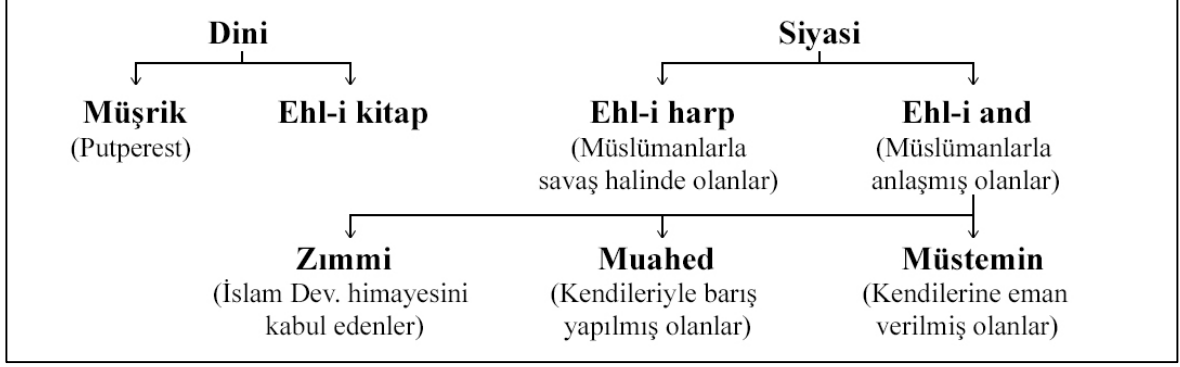 Dini Siyasi
Müşrik Ehl-i kitap Ehl-i harp Ehl-i and
(Putperest) (Müslümanlarla (Müslümanlarla
savaş halinde olanlar) anlaşmış olanlar)
Zımmi Muahed Müstemin
(İslam Dev. himayesini (Kendileriyle barış (Kendilerine eman
kabul edenler) yapılmış olanlar) verilmiş olanlar)